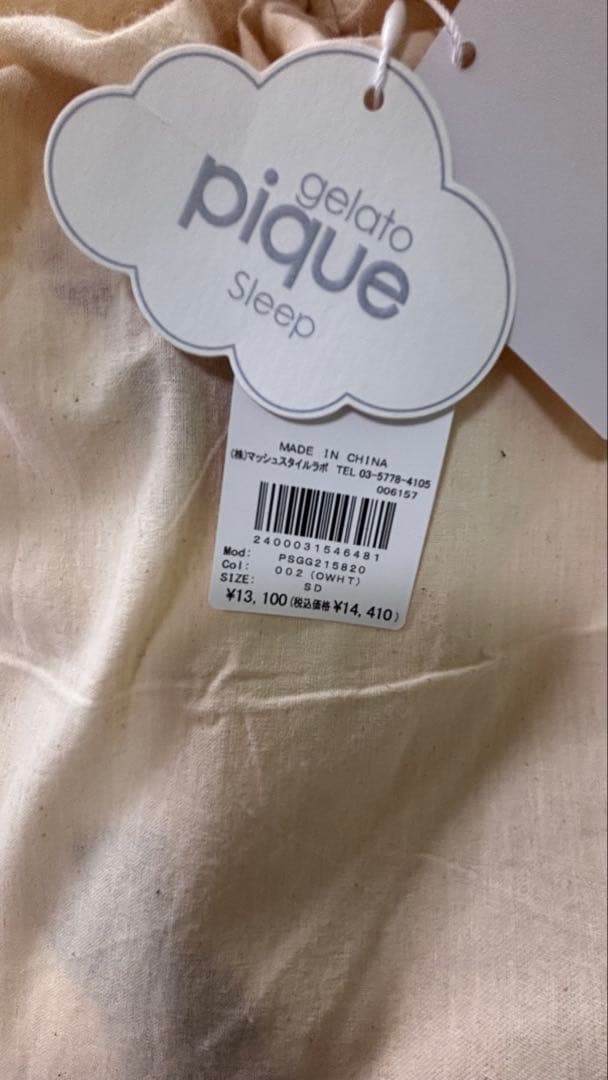 gelato
pique
Sleep
MADE IN CHINA
(株)マッシュスタイルラボ TEL 03-5778-4105
006157
2400031546481
Mod: PSGG215820
Col: 002 (OWHT)
SIZE: SD
¥13,100(税込価格¥14,410)